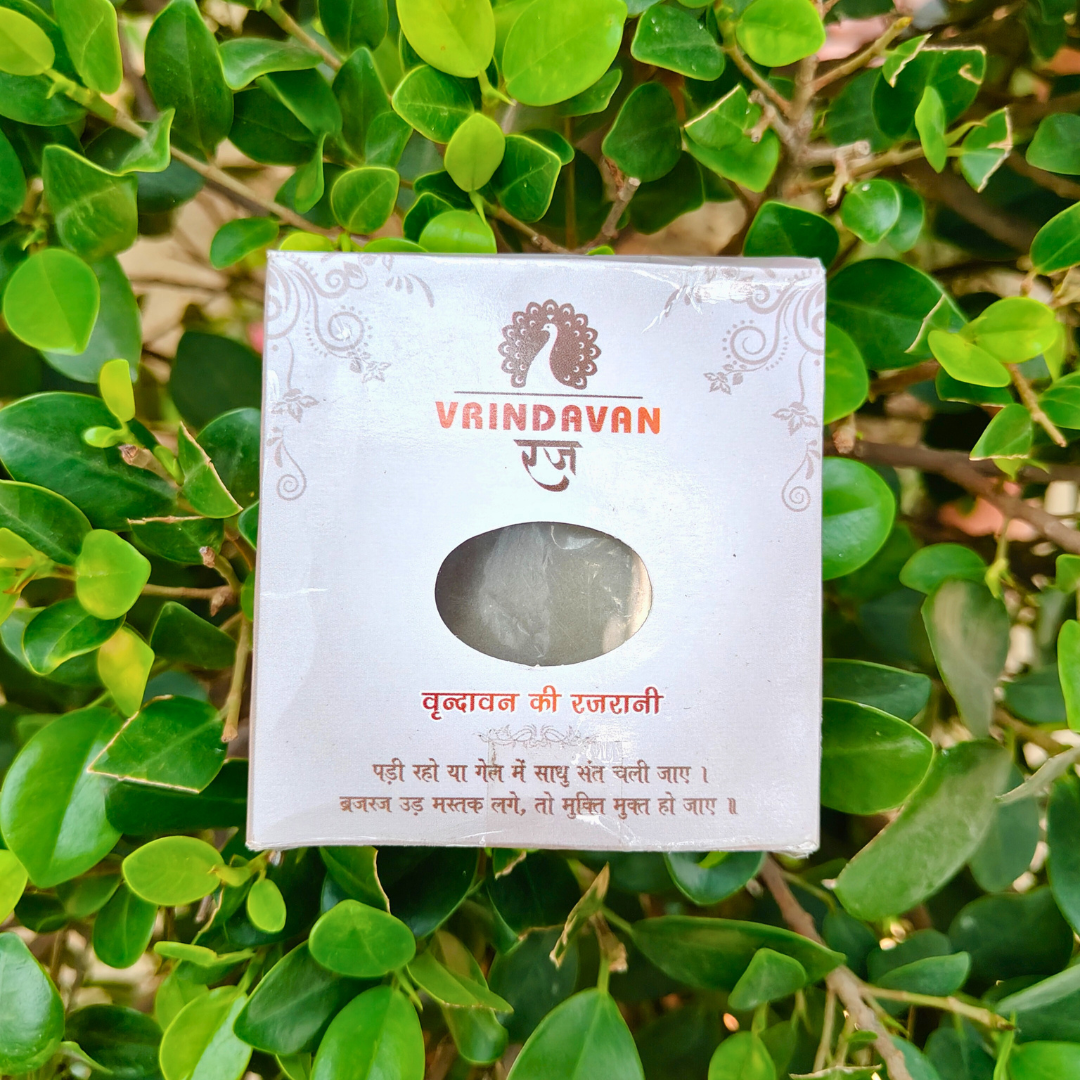 VRINDAVAN
रज
वृन्दावन की रजरानी
पड़ी रहो या गेल में साधु संत चली जाए ।
ब्रजरज उड़ मस्तक लगे, तो मुक्ति मुक्त हो जाए ॥